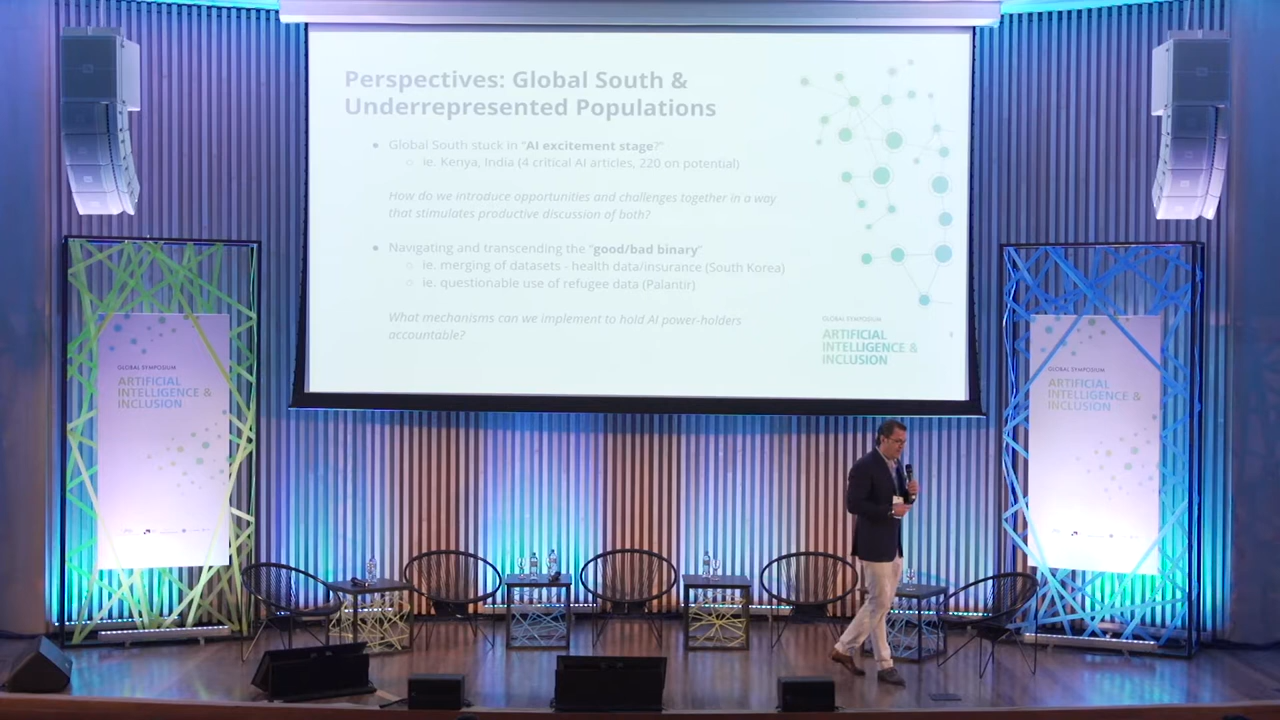 Perspectives: Global South &
Underrepresented Populations
• Global South stuck in "AI excitement stage?"
○ ie. Kenya, India (4 critical AI articles, 220 on potential)
How do we introduce opportunities and challenges together in a way
that stimulates productive discussion of both?
• Navigating and transcending the "good/bad binary"
○ ie. merging of datasets - health data/insurance (South Korea)
○ ie. questionable use of refugee data (Palantir)
What mechanisms can we implement to hold AI power-holders
accountable?
GLOBAL SYMPOSIUM
ARTIFICIAL
INTELLIGENCE &
INCLUSION
GLOBAL SYMPOSIUM
ARTIFICIAL
INTELLIGENCE &
INCLUSION
GLOBAL SYMPOSIUM
ARTIFICIAL
INTELLIGENCE &
INCLUSION